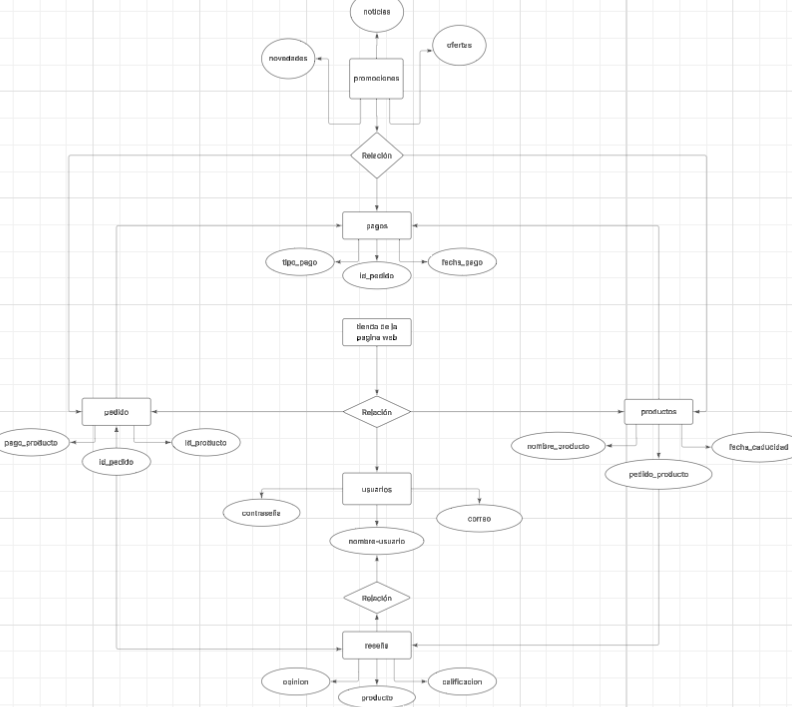 noticias
ofertas
novedades
promociones
Relación
pagos
tipo_pago
fecha_pago
id_pedido
tienda de la
pagina web
pedido
Relación
productos
pago_producto
id_producto
nombre_producto
fecha_caducidad
id_pedido
pedido_producto
usuarios
contraseña
correo
nombre-usuario
Relación
reseña
opinion
calificacion
producto